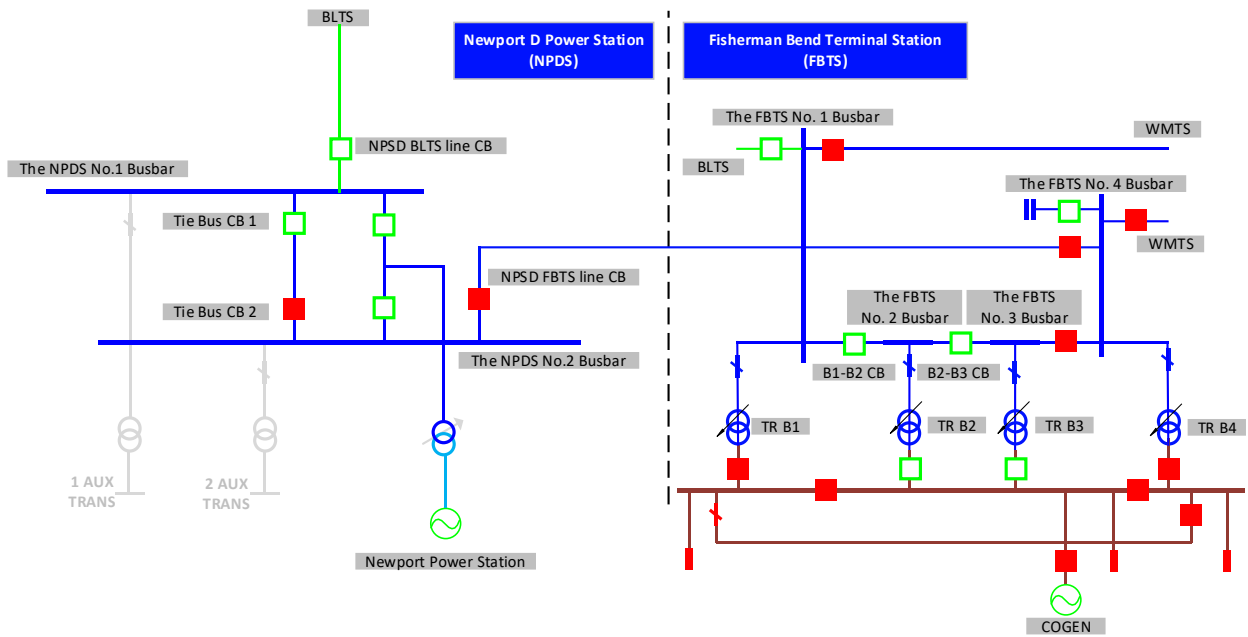 BLTS
Newport D Power Station
(NPDS)
Fisherman Bend Terminal Station
(FBTS)
The FBTS No. 1 Busbar
WMTS
NPSD BLTS line CB
BLTS
The NPDS No.1 Busbar
The FBTS No. 4 Busbar
Tie Bus CB 1
WMTS
NPSD FBTS line CB
Tie Bus CB 2
The FBTS
No. 2 Busbar
The FBTS
No. 3 Busbar
The NPDS No.2 Busbar
B1-B2 CB
B2-B3 CB
TR B1
TR B2
TR B3
TR B4
1 AUX
TRANS
2 AUX
TRANS
Newport Power Station
COGEN